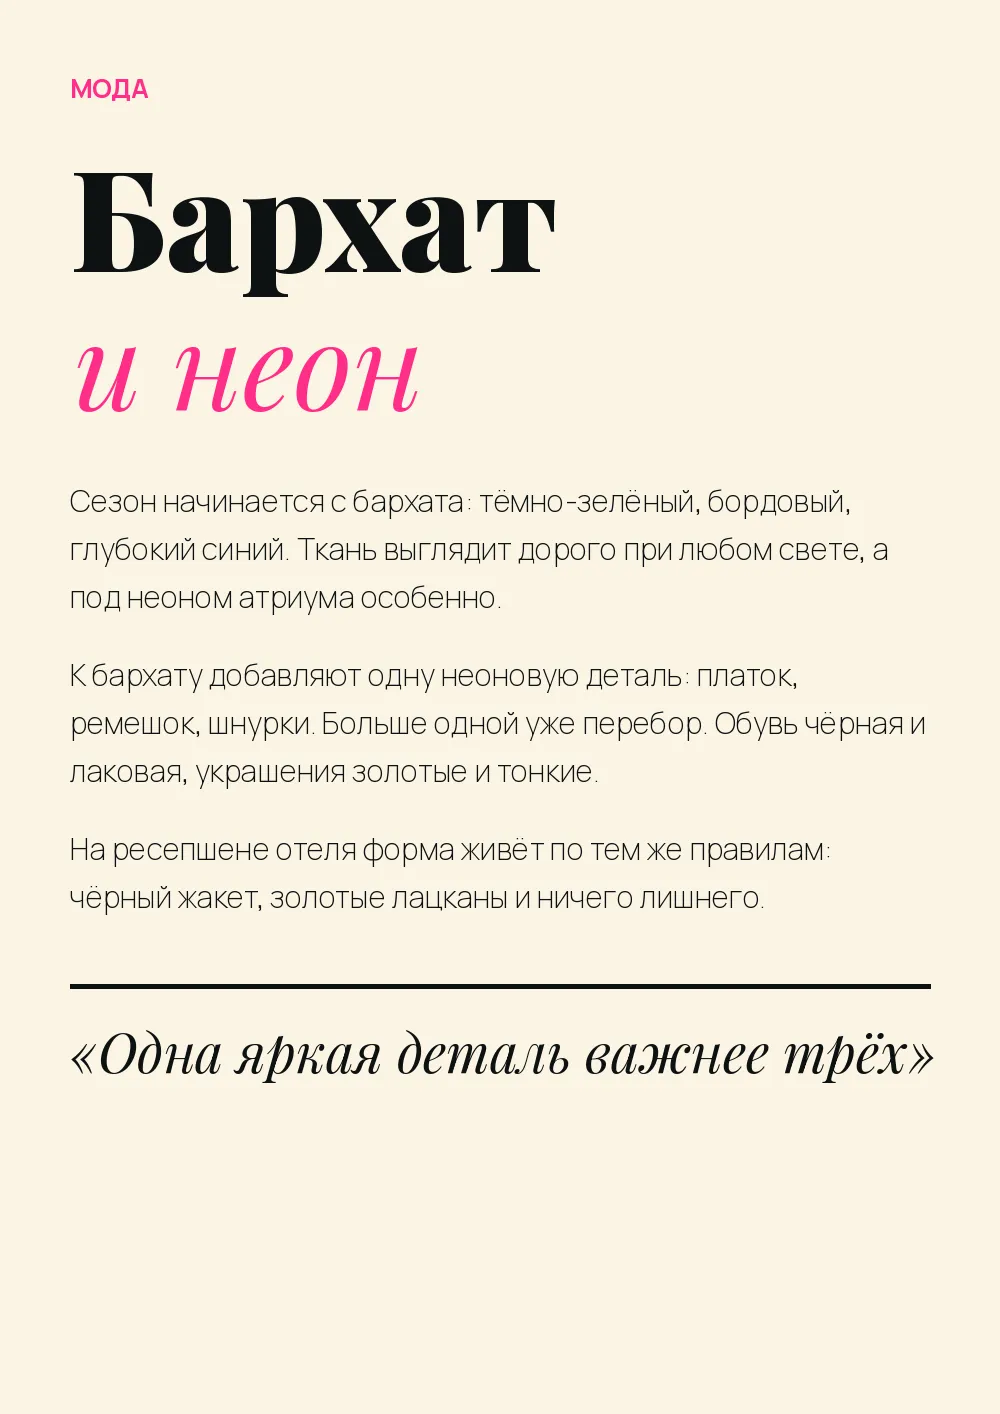 МОДА
Бархат
и неон
Сезон начинается с бархата: тёмно-зелёный, бордовый,
глубокий синий. Ткань выглядит дорого при любом свете, а
под неоном атриума особенно.
К бархату добавляют одну неоновую деталь: платок,
ремешок, шнурки. Больше одной уже перебор. Обувь чёрная и
лаковая, украшения золотые и тонкие.
На ресепшене отеля форма живёт по тем же правилам:
чёрный жакет, золотые лацканы и ничего лишнего.
«Одна яркая деталь важнее трёх»